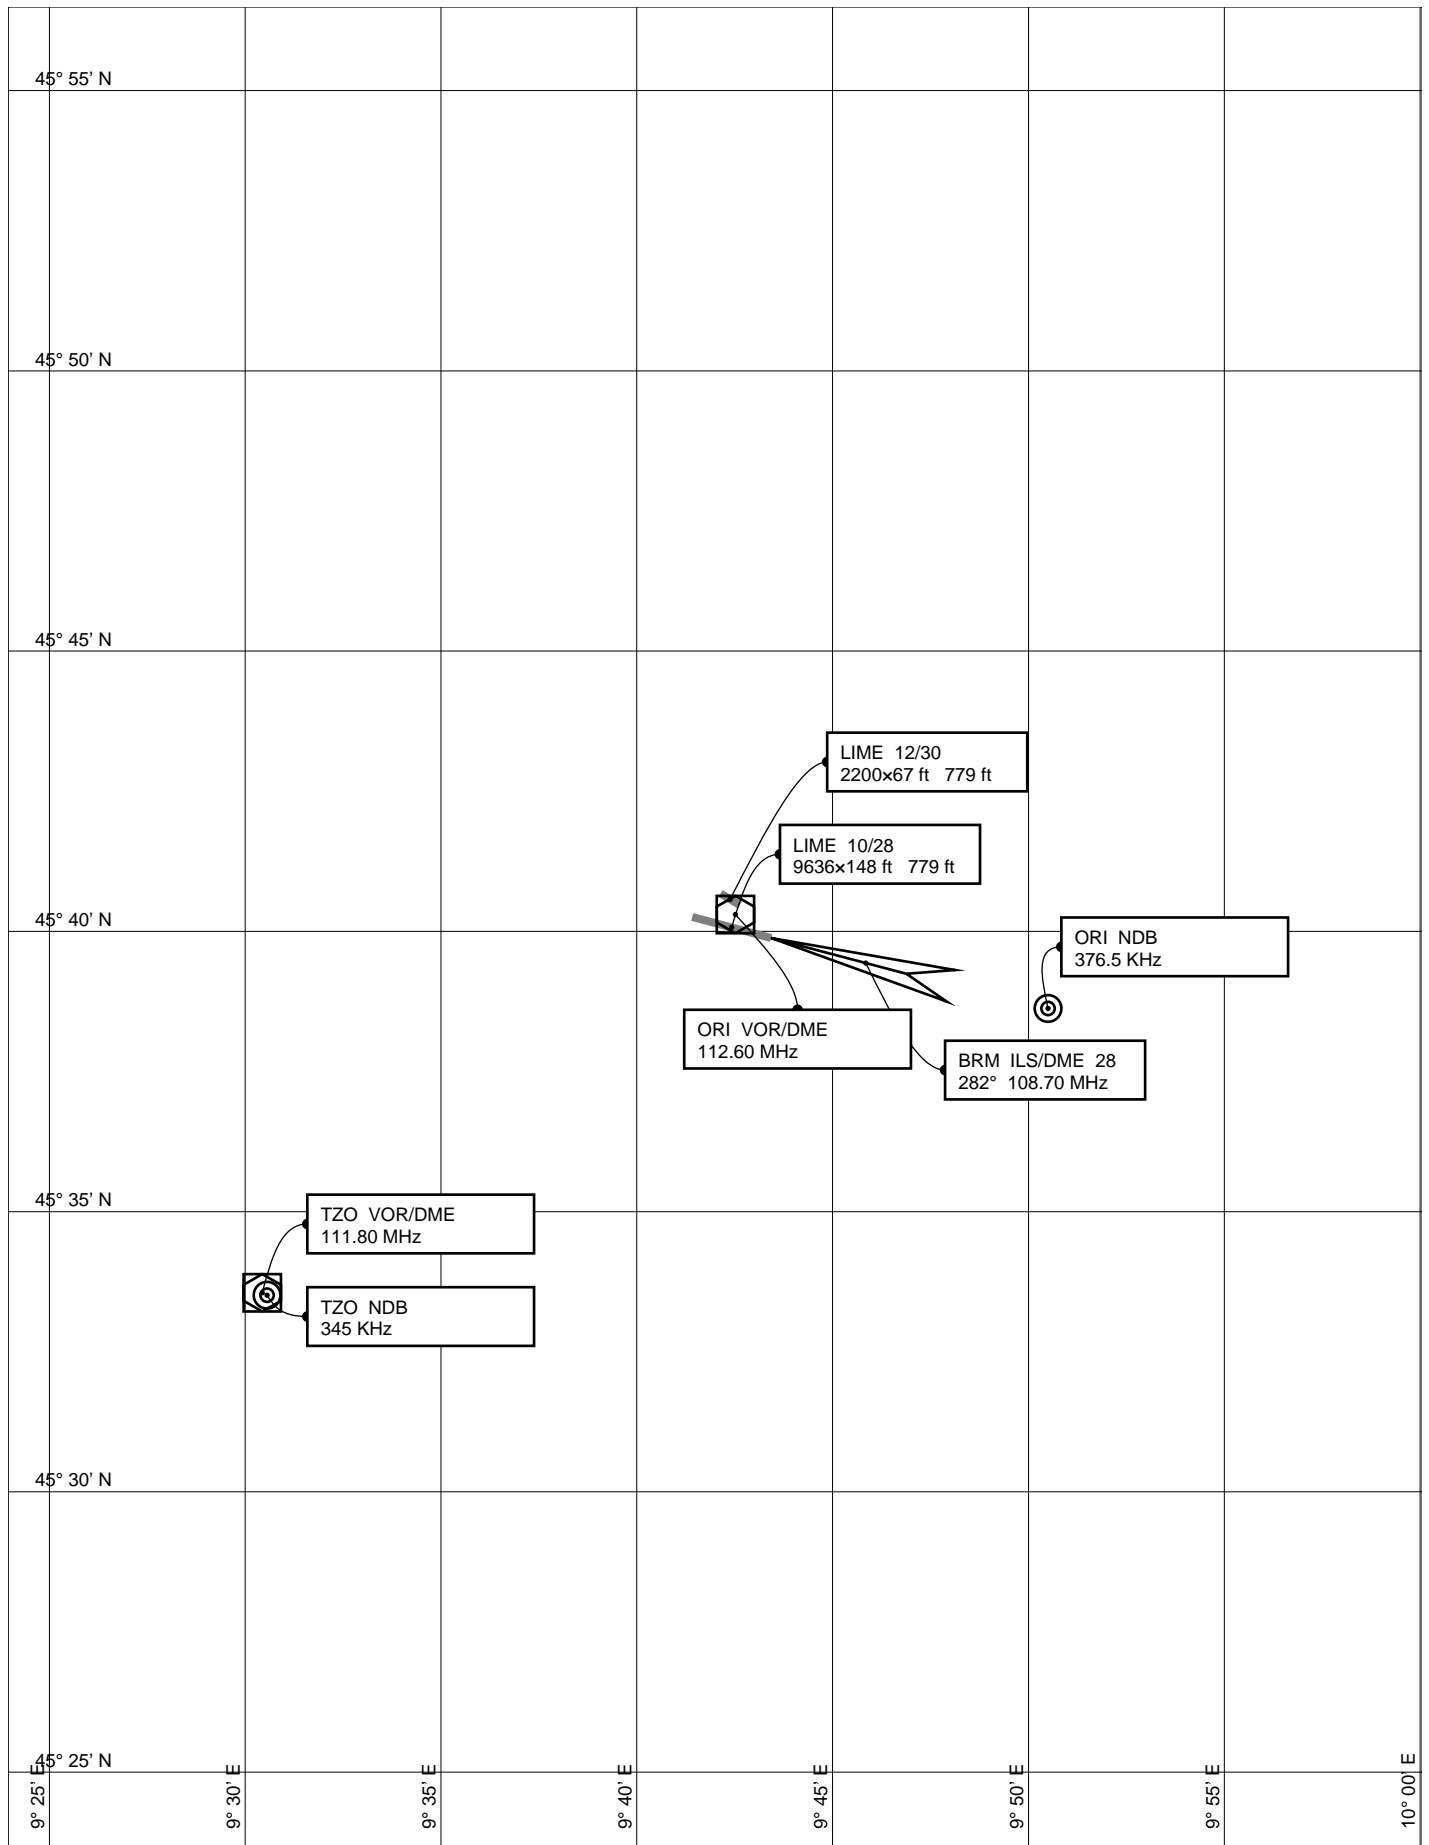 45° 55' N
45° 50' N
45° 45' N
LIME 12/30
2200×67 ft 779 ft
LIME 10/28
9636×148 ft 779 ft
45° 40' N
ORI NDB
376.5 KHz
ORI VOR/DME
112.60 MHz
BRM ILS/DME 28
282° 108.70 MHz
45° 35' N
TZO VOR/DME
111.80 MHz
TZO NDB
345 KHz
45° 30' N
45° 25' N
9° 25' E
9° 30' E
9° 35' E
9° 40' E
9° 45' E
9° 50' E
9° 55' E
10° 00' E